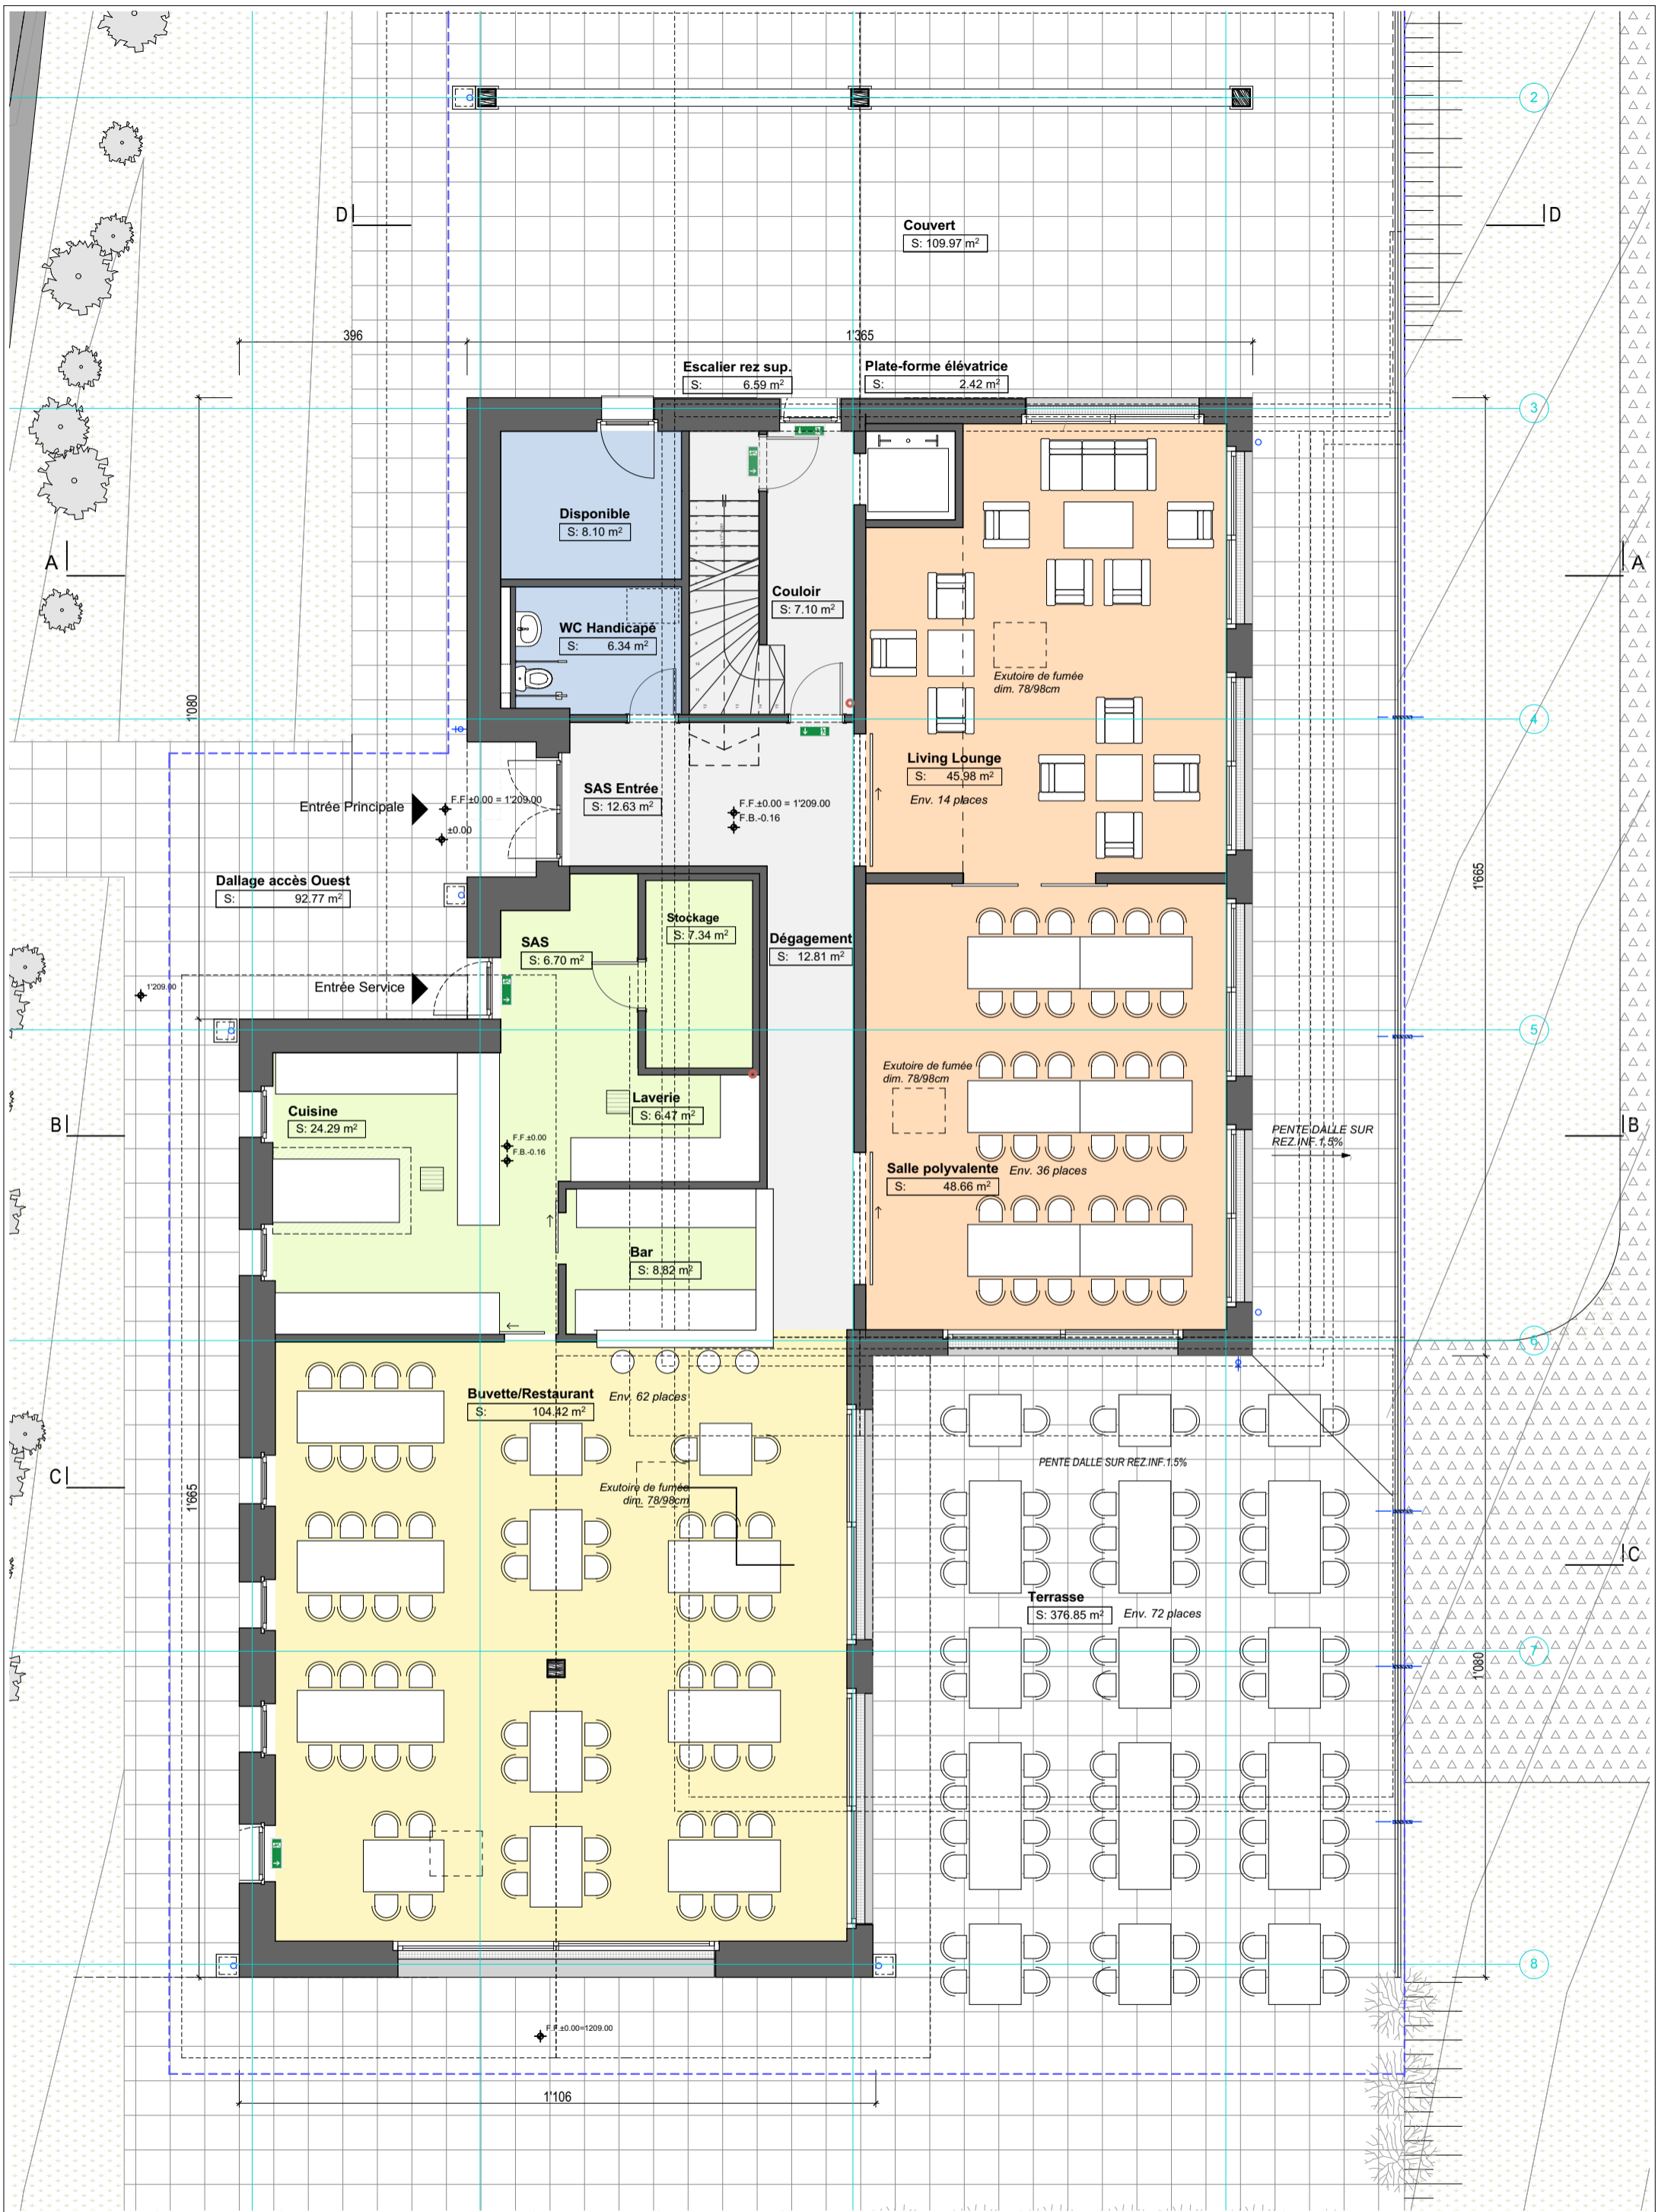 2
D
D
Couvert
S: 109.97 m²
396
1'365
Escalier rez sup.
S: 6.59 m²
Plate-forme élévatrice
S: 2.42 m²
3
Disponible
S: 8.10 m²
A
A
Couloir
S: 7.10 m²
WC Handicapé
S: 6.34 m²
Exutoire de fumée
dim. 78/98cm
1'080
4
Living Lounge
S: 45.98 m²
Env. 14 places
SAS Entrée
S: 12.63 m²
Entrée Principale
F.F.±0.00 = 1'209.00
±0.00
F.F.±0.00 = 1'209.00
F.B.-0.16
Dallage accès Ouest
S: 92.77 m²
1'665
Stockage
S: 7.34 m²
SAS
S: 6.70 m²
Dégagement
S: 12.81 m²
Entrée Service
1'209.00
5
Exutoire de fumée
dim. 78/98cm
Cuisine
S: 24.29 m²
Laverie
S: 6.47 m²
B
B
PENTE DALLE SUR
REZ.INF.1.5%
F.F.±0.00
F.B.-0.16
Salle polyvalente
S: 48.66 m²
Env. 36 places
Bar
S: 8.82 m²
6
Buvette/Restaurant
S: 104.42 m²
Env. 62 places
PENTE DALLE SUR REZ.INF.1.5%
C
1'665
Exutoire de fumée
dim. 78/98cm
C
Terrasse
S: 376.85 m²
Env. 72 places
7
1'080
8
F.F.±0.00=1209.00
1'106